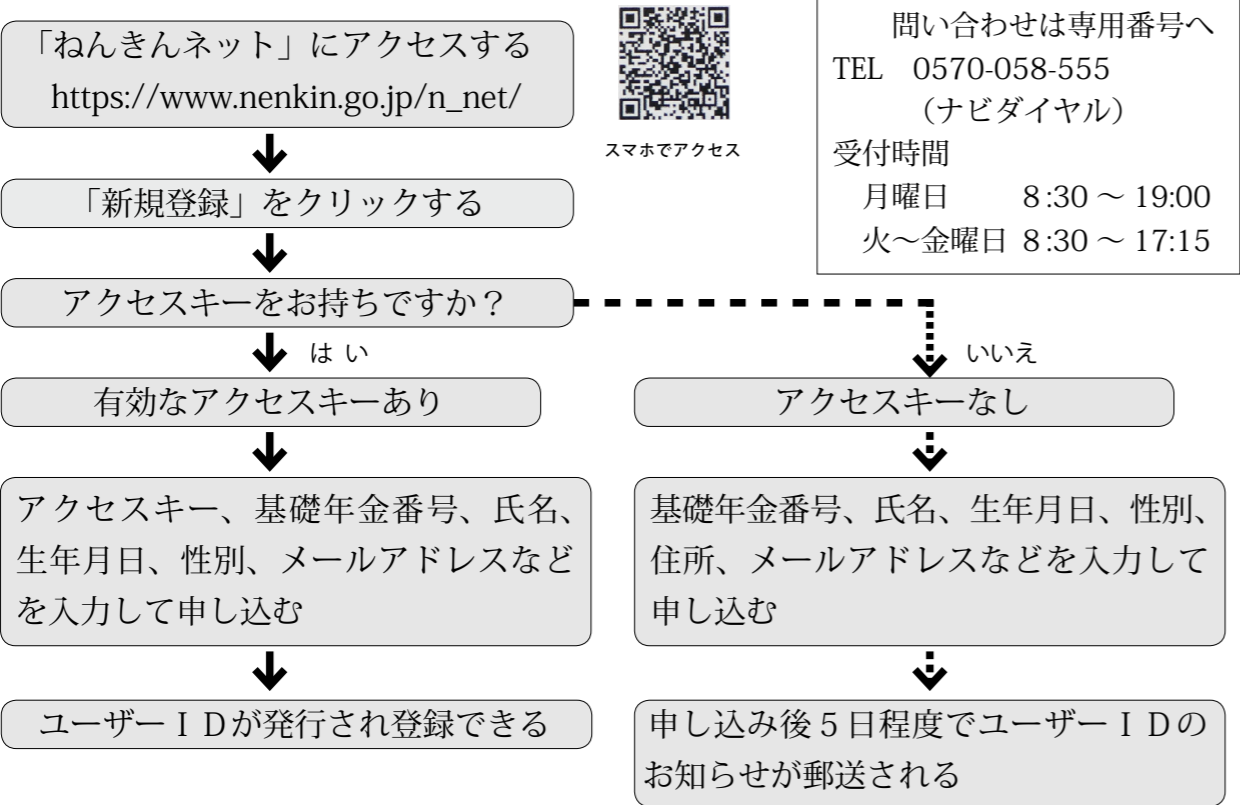 「ねんきんネット」にアクセスする
https://www.nenkin.go.jp/n_net/
スマホでアクセス
問い合わせは専用番号へ
TEL 0570-058-555
（ナビダイヤル）
受付時間
月曜日 8:30 ～ 19:00
火～金曜日 8:30 ～ 17:15
「新規登録」をクリックする
アクセスキーをお持ちですか？
はい
いいえ
有効なアクセスキーあり
アクセスキー、基礎年金番号、氏名、
生年月日、性別、メールアドレスなど
を入力して申し込む
ユーザーＩＤが発行され登録できる
アクセスキーなし
基礎年金番号、氏名、生年月日、性別、
住所、メールアドレスなどを入力して
申し込む
申し込み後５日程度でユーザーＩＤの
お知らせが郵送される